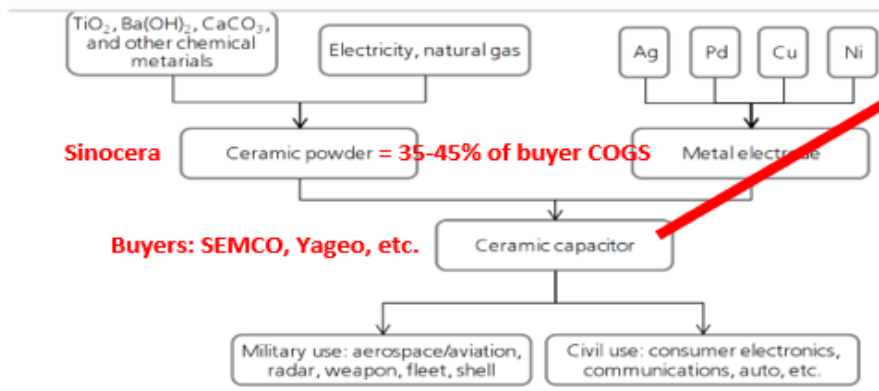 TiO₂, Ba(OH)₂, CaCO₃,
and other chemical
metarials
Electricity, natural gas
Ag
Pd
Cu
Ni
Sinocera
Ceramic powder
= 35-45% of buyer COGS
Metal electrode
Buyers: SEMCO, Yageo, etc.
Ceramic capacitor
Military use: aerospace/aviation,
radar, weapon, fleet, shell
Civil use: consumer electronics,
communications, auto, etc.